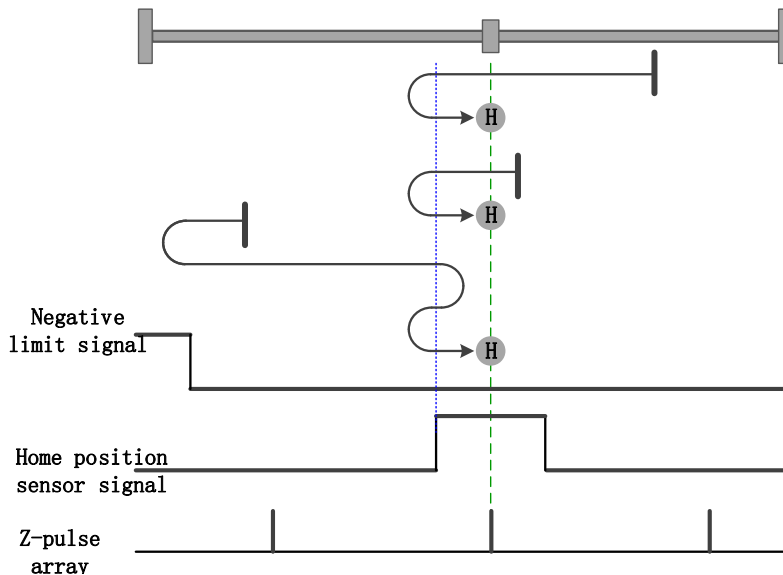 H
H
H
Negative
limit signal
Home position
sensor signal
Z-pulse
array